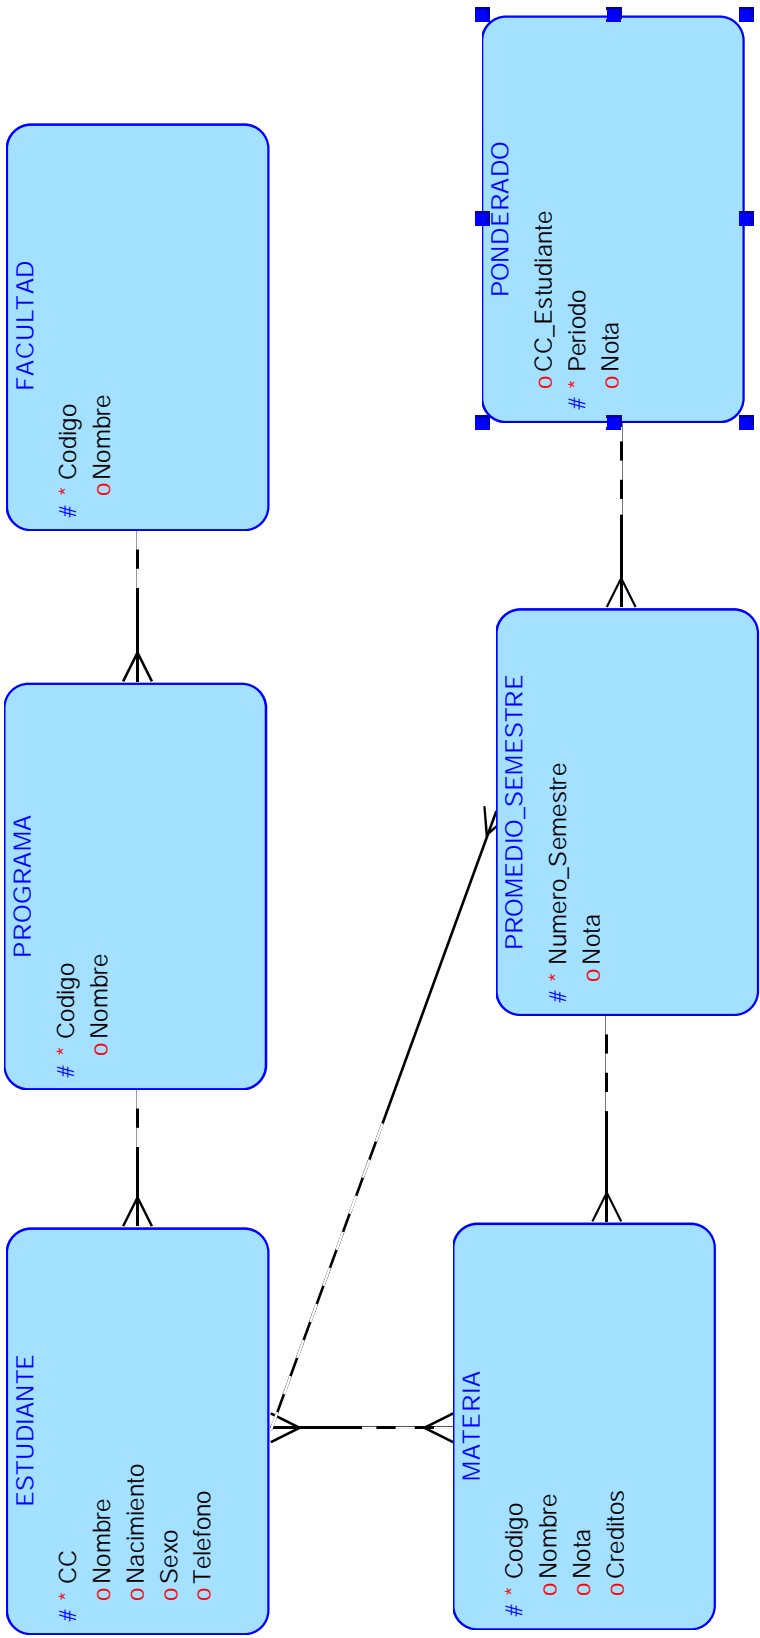 ESTUDIANTE
# * CC
o Nombre
o Nacimiento
o Sexo
o Telefono
PROGRAMA
# * Codigo
o Nombre
FACULTAD
# * Codigo
o Nombre
MATERIA
# * Codigo
o Nombre
o Nota
o Creditos
PROMEDIO_SEMESTRE
# * Numero_Semestre
o Nota
PONDERADO
o CC_Estudiante
# * Periodo
o Nota